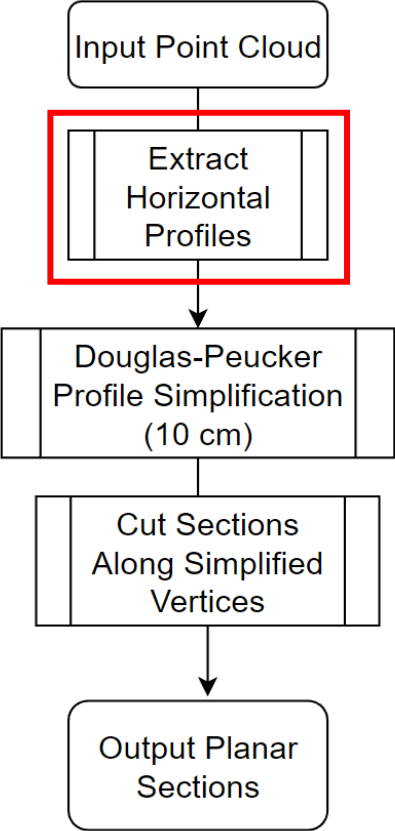 Input Point Cloud
Extract
Horizontal
Profiles
Douglas-Peucker
Profile Simplification
(10 cm)
Cut Sections
Along Simplified
Vertices
Output Planar
Sections